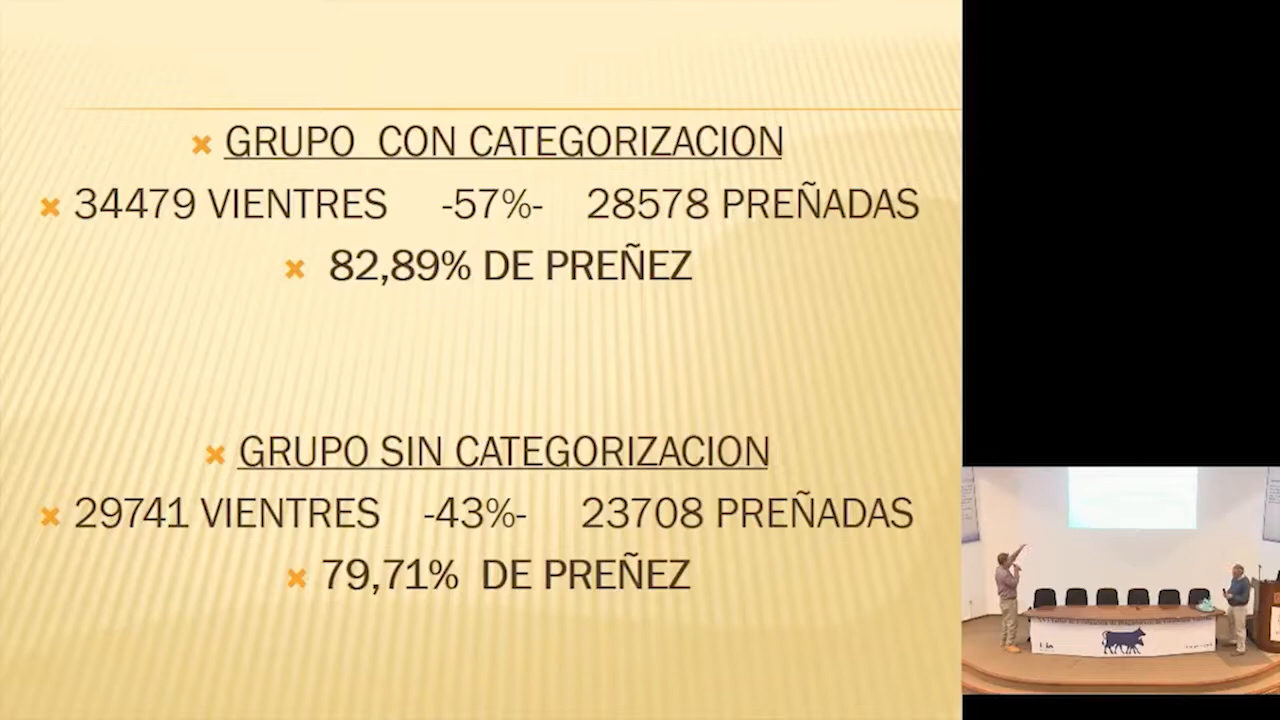 GRUPO CON CATEGORIZACION
34479 VIENTRES -57%- 28578 PREÑADAS
82,89% DE PREÑEZ
GRUPO SIN CATEGORIZACION
29741 VIENTRES -43%- 23708 PREÑADAS
79,71% DE PREÑEZ